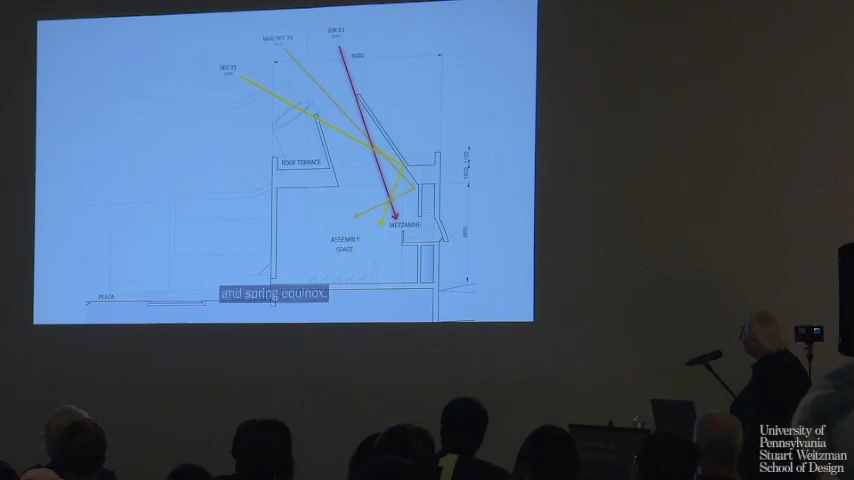 JUN 21
MAR/SEP 21
DEC 21
ROOF TERRACE
MEZZANINE
ASSEMBLY
SPACE
PLAZA
and spring equinox.
University of
Pennsylvania
Stuart Weitzman
School of Design